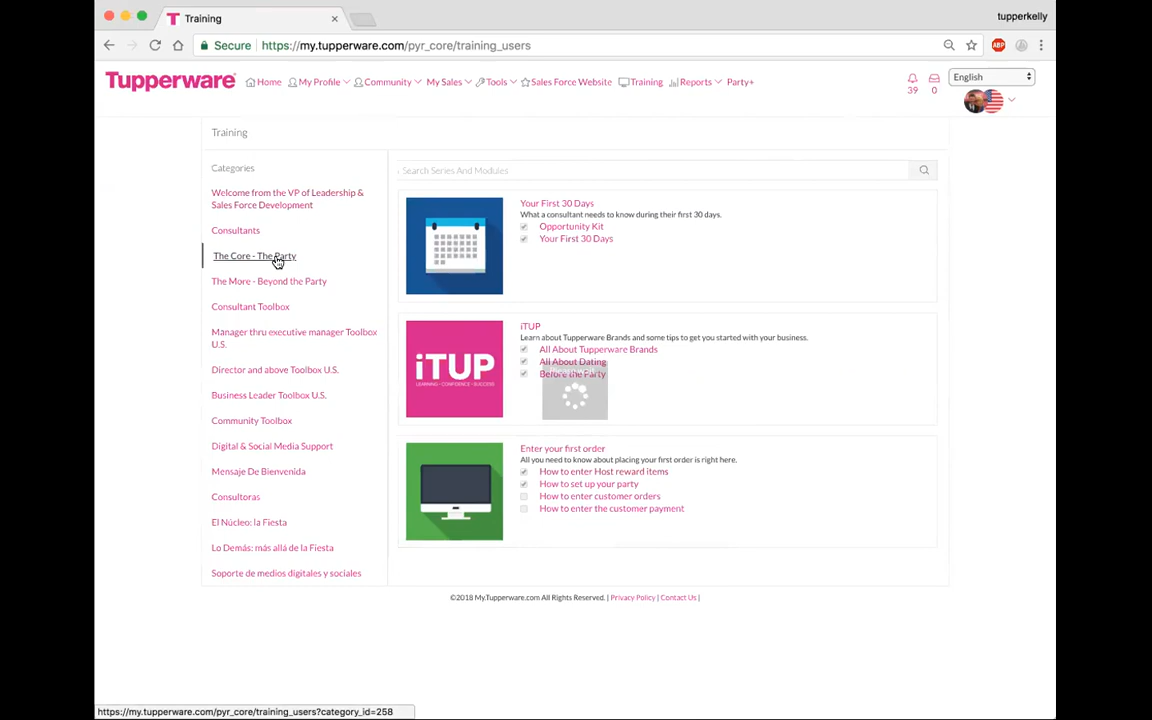 Training
tupperkelly
Secure https://my.tupperware.com/pyr_core/training_users
ABP
Tupperware
Home My Profile Community My Sales Tools Sales Force Website Training Reports Party+
39 0
English
Training
Categories
Welcome from the VP of Leadership &
Sales Force Development
Consultants
The Core - The Party
The More - Beyond the Party
Consultant Toolbox
Manager thru executive manager Toolbox
U.S.
Director and above Toolbox U.S.
Business Leader Toolbox U.S.
Community Toolbox
Digital & Social Media Support
Mensaje De Bienvenida
Consultoras
El Núcleo: la Fiesta
Lo Demás: más allá de la Fiesta
Soporte de medios digitales y sociales
Search Series And Modules
Your First 30 Days
What a consultant needs to know during their first 30 days.
Opportunity Kit
Your First 30 Days
iTUP
LEARNING • CONFIDENCE • SUCCESS
iTUP
Learn about Tupperware Brands and some tips to get you started with your business.
All About Tupperware Brands
All About Dating
Before the Party
Enter your first order
All you need to know about placing your first order is right here.
How to enter Host reward items
How to set up your party
How to enter customer orders
How to enter the customer payment
©2018 My.Tupperware.com All Rights Reserved. | Privacy Policy | Contact Us |
https://my.tupperware.com/pyr_core/training_users?category_id=258